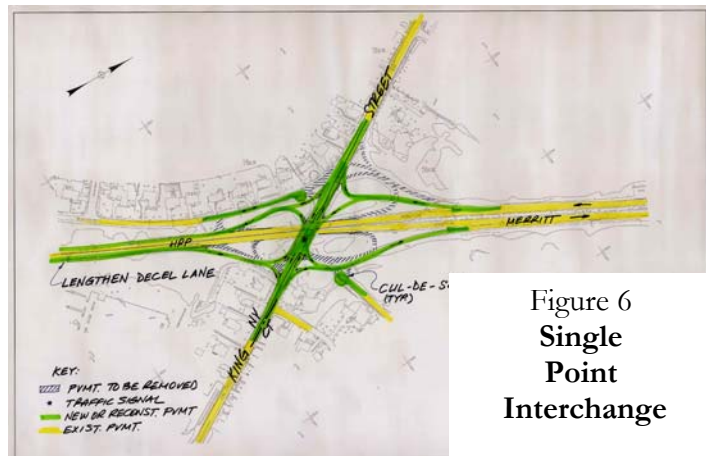 STREET
MERRITT
HRP
LENGTHEN DECEL LANE
CUL-DE-S
(TYP)
NY
CT
KING
KEY:
PVMT. TO BE REMOVED
TRAFFIC SIGNAL
NEW OR RECONST. PVMT
EXIST. PVMT.
Figure 6
Single
Point
Interchange